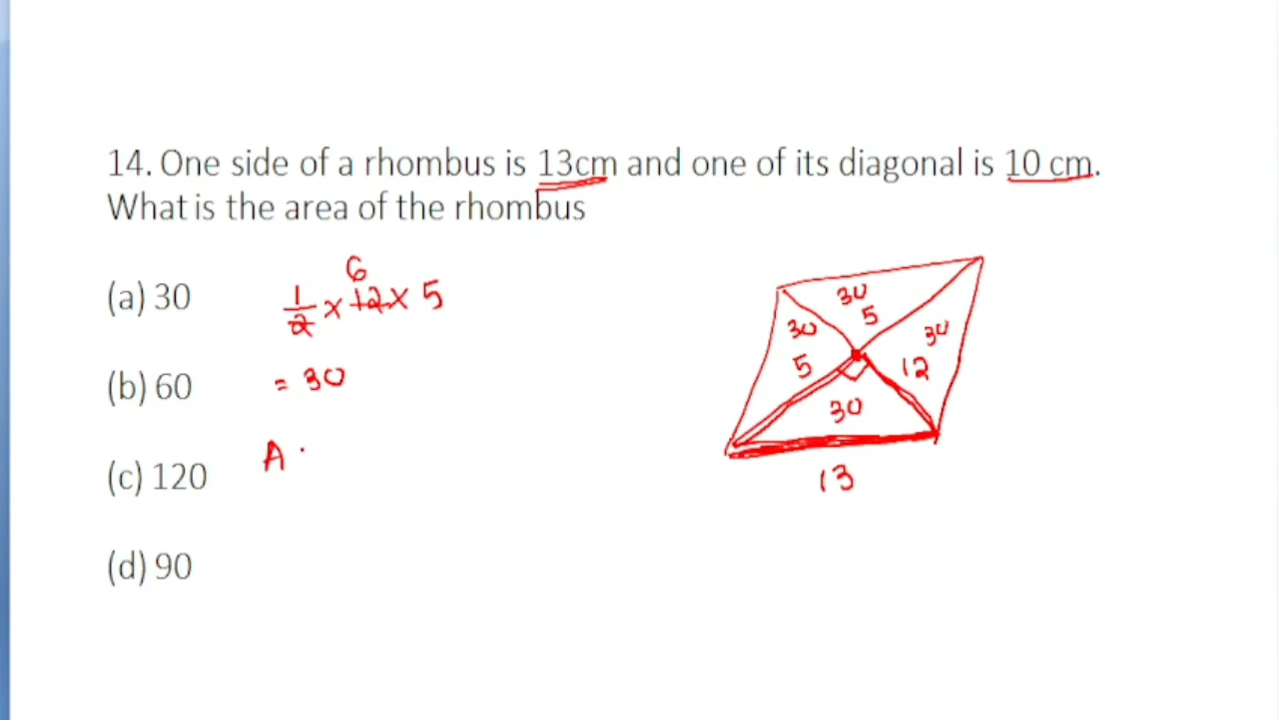 14. One side of a rhombus is 13cm and one of its diagonal is 10 cm.
What is the area of the rhombus
(a) 30
1/2 x 12 x 5
6
(b) 60
= 30
(c) 120
A
(d) 90
30
5
30
30
5
12
30
13